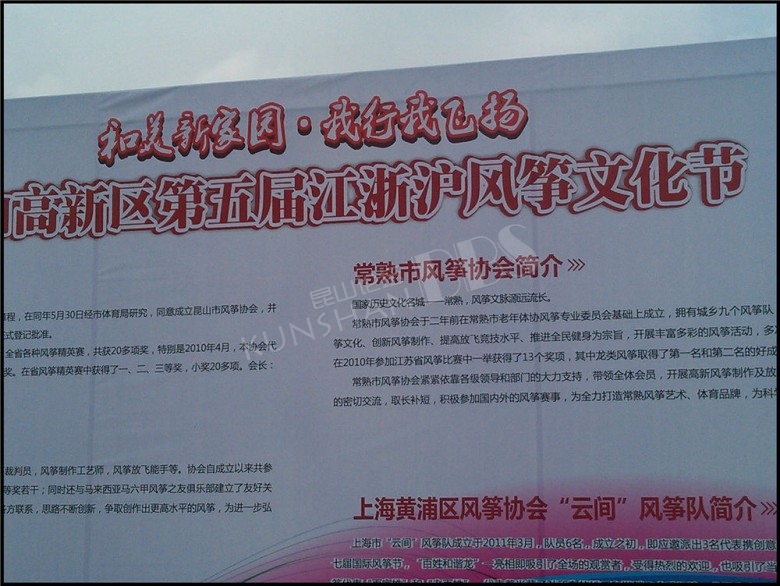 和美新家园·我行我飞扬
高新区第五届江浙沪风筝文化节
程，在同年5月30日经市体育局研究，同意成立昆山市风筝协会，并
式登记批准。
全省各种风筝精英赛，共获20多项奖，特别是2010年4月，本协会代
奖。在省风筝精英赛中获得了一、二、三等奖，小奖20多项。会长：
裁判员，风筝制作工艺师，风筝放飞能手等。协会自成立以来共参
等奖若干；同时还与马来西亚马六甲风筝之友俱乐部建立了友好关
各方联系，思路不断创新，争取创作出更高水平的风筝，为进一步弘
常熟市风筝协会简介
国家历史文化名城——常熟，风筝文脉源远流长。
常熟市风筝协会于二年前在常熟市老年体协风筝专业委员会基础上成立，拥有城乡九个风筝队
筝文化、创新风筝制作、提高放飞竞技水平、推进全民健身为宗旨，开展丰富多彩的风筝活动，多
在2010年参加江苏省风筝比赛中一举获得了13个奖项，其中龙类风筝取得了第一名和第二名的好成
常熟市风筝协会紧紧依靠各级领导和部门的大力支持，带领全体会员，开展高新风筝制作及放
的密切交流，取长补短，积极参加国内外的风筝赛事，为全力打造常熟风筝艺术、体育品牌，为科
上海黄浦区风筝协会“云间”风筝队简介
上海市“云间”风筝队成立于2011年3月，队员6名，成立之初，即应邀派出3名代表携创意
七届国际风筝节，“百姓和谐龙”一亮相即吸引了全场的观赏者，受得热烈的欢迎，也吸引了当
昆山
KUNSHAN BBS